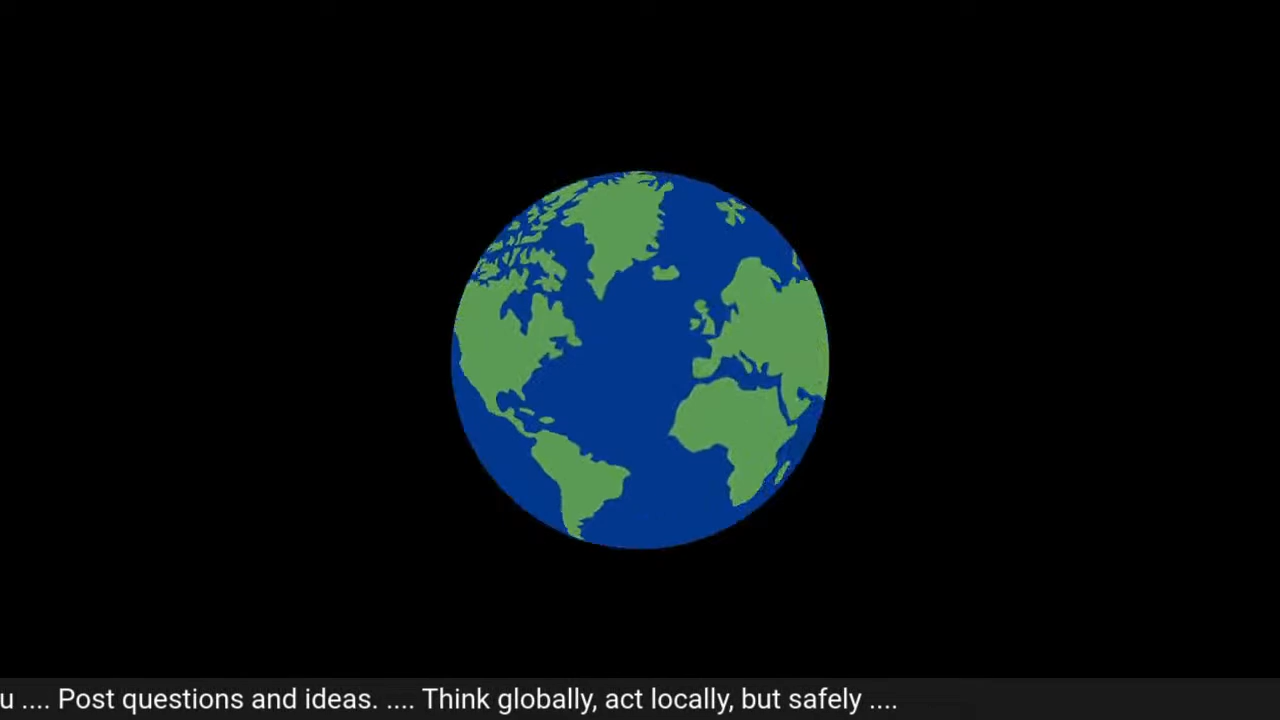 u .... Post questions and ideas. .... Think globally, act locally, but safely ....